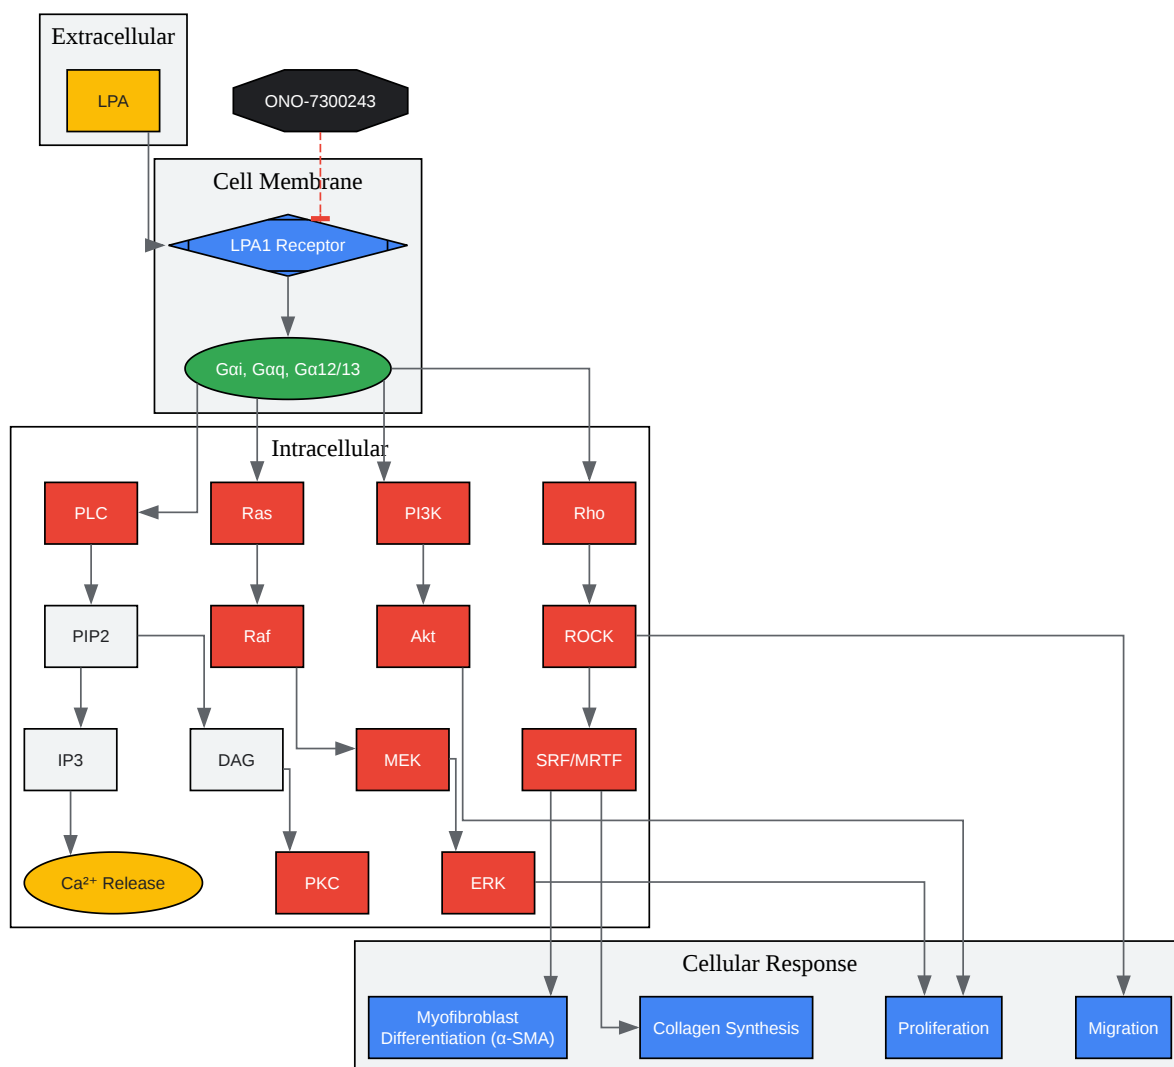 Extracellular
LPA
ONO-7300243
Cell Membrane
LPA1 Receptor
Gαi, Gαq, Gα12/13
Intracellular
PLC
Ras
PI3K
Rho
PIP2
Raf
Akt
ROCK
IP3
DAG
MEK
SRF/MRTF
Ca²⁺ Release
PKC
ERK
Cellular Response
Myofibroblast
Differentiation (α-SMA)
Collagen Synthesis
Proliferation
Migration